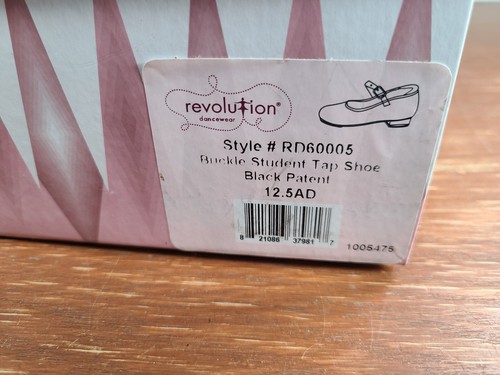 revolution®
dancewear
Style # RD60005
Buckle Student Tap Shoe
Black Patent
12.5AD
8 21086 37981 7
1005475